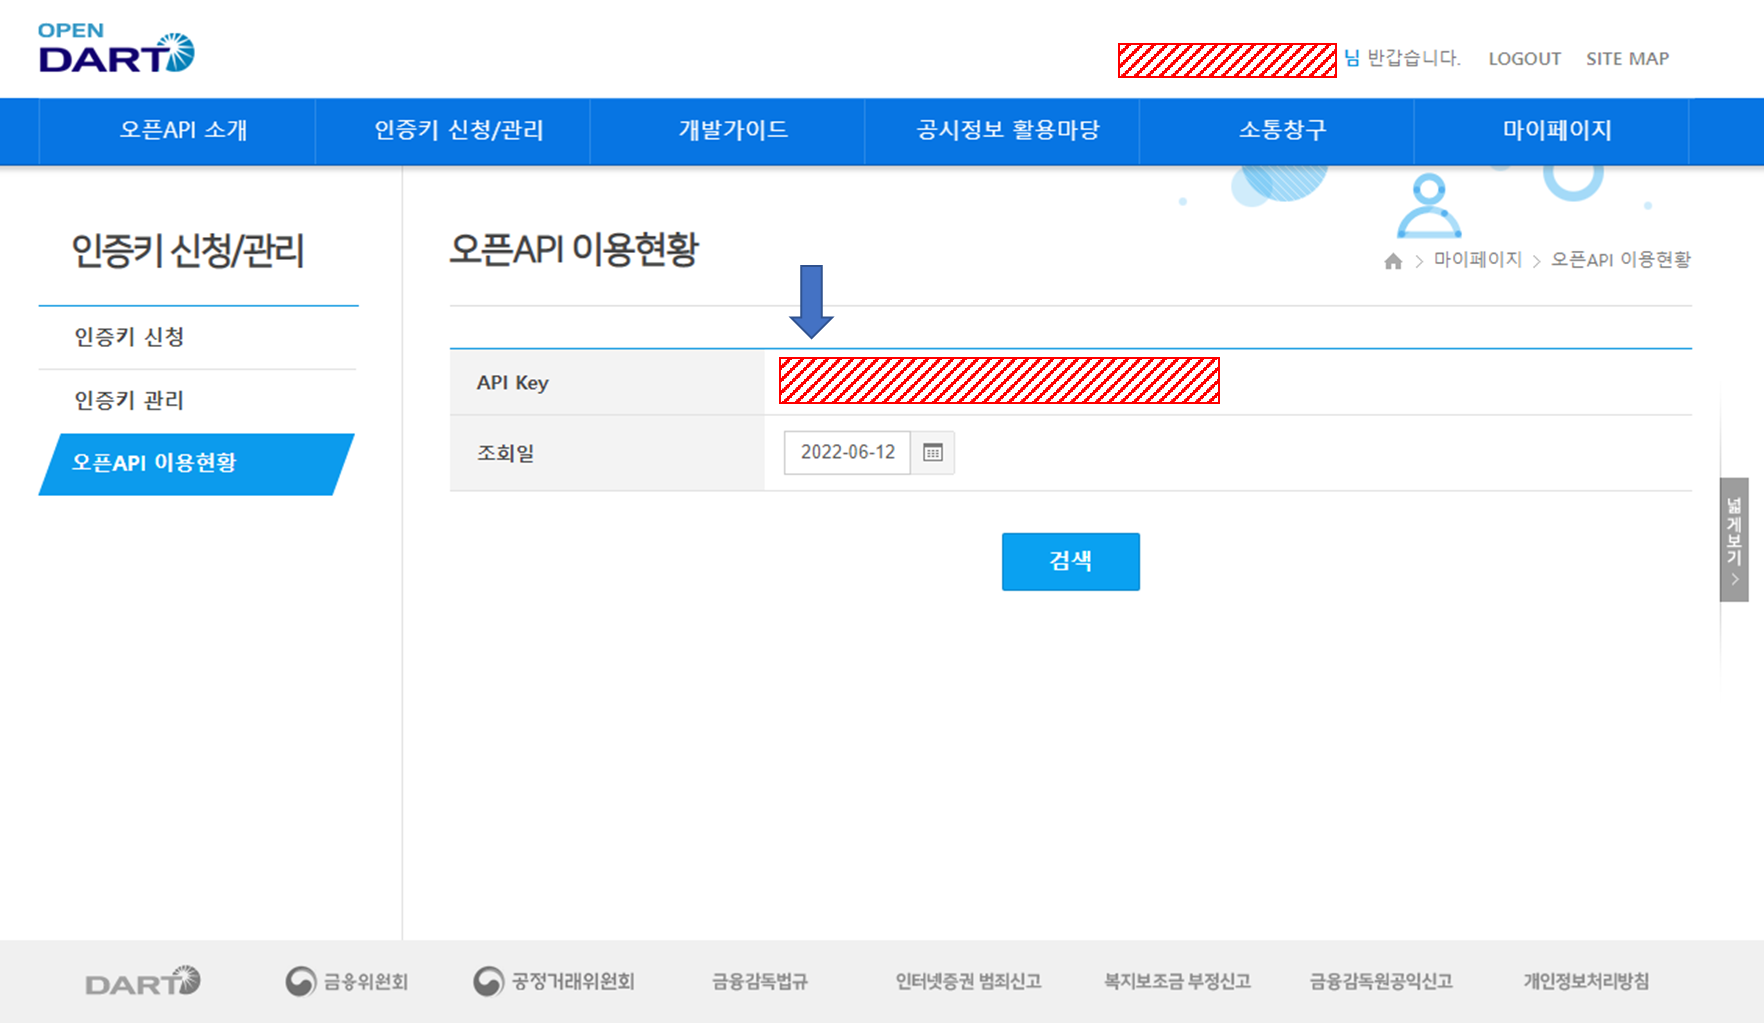 OPEN
DART
님 반갑습니다. LOGOUT SITE MAP
오픈API 소개 인증키 신청/관리 개발가이드 공시정보 활용마당 소통창구 마이페이지
인증키 신청/관리
인증키 신청
인증키 관리
오픈API 이용현황
오픈API 이용현황
마이페이지 > 오픈API 이용현황
API Key
조회일 2022-06-12
검색
넓게보기 >
DART 금융위원회 공정거래위원회 금융감독법규 인터넷증권 범죄신고 복지보조금 부정신고 금융감독원공익신고 개인정보처리방침